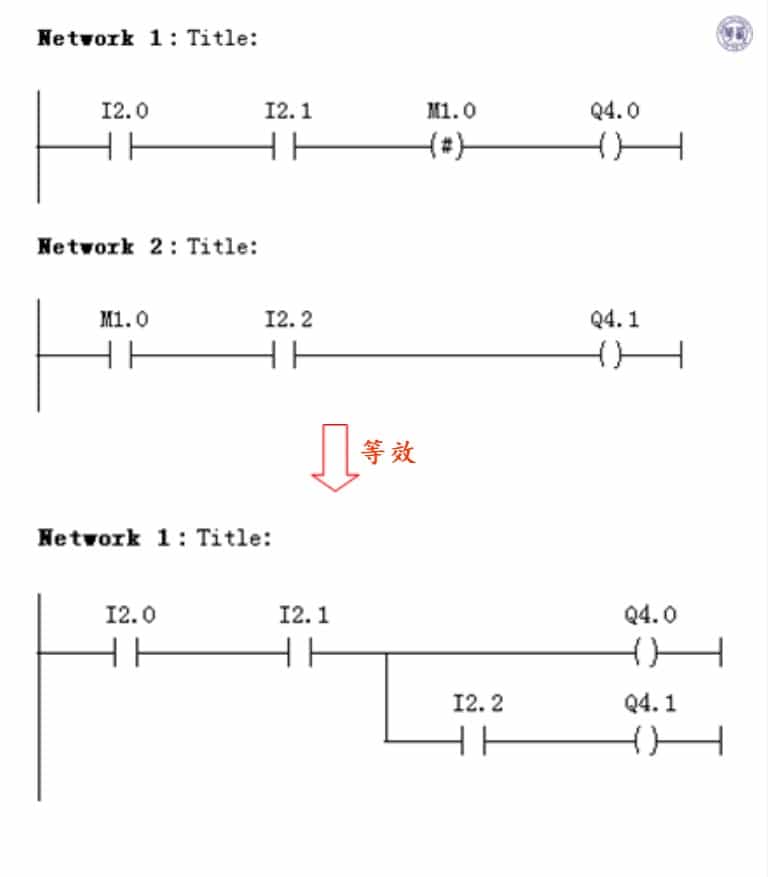 Network 1: Title:
I2.0 I2.1 M1.0 Q4.0
(#) ( )
Network 2: Title:
M1.0 I2.2 Q4.1
( )
等效
Network 1: Title:
I2.0 I2.1 Q4.0
( )
I2.2 Q4.1
( )